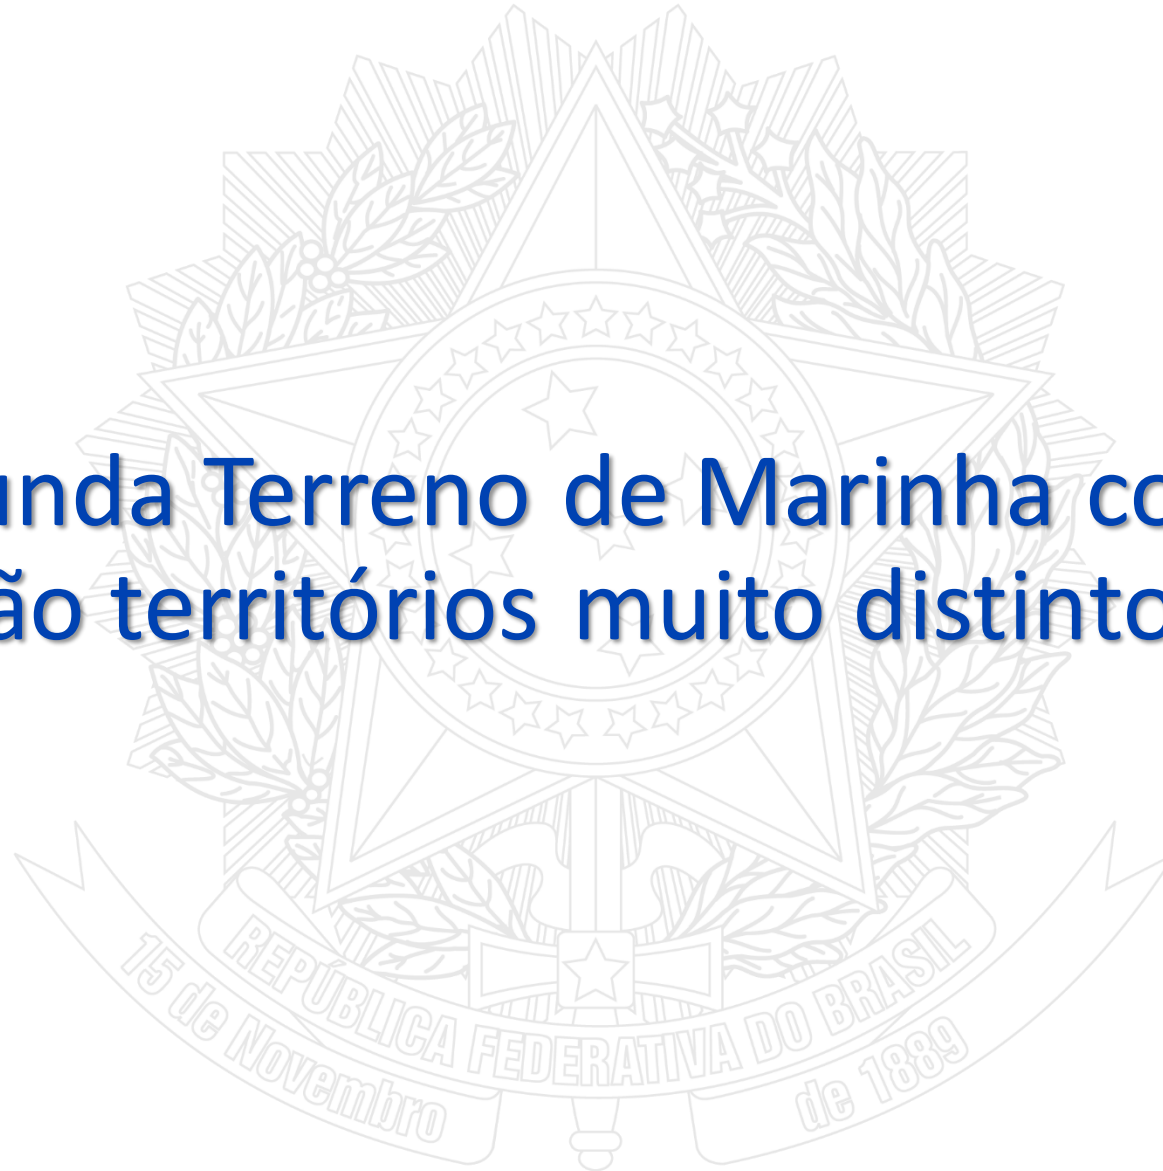 unda Terreno de Marinha co
ão territórios muito distinto
15 de Novembro
REPÚBLICA FEDERATIVA DO BRASIL
de 1889